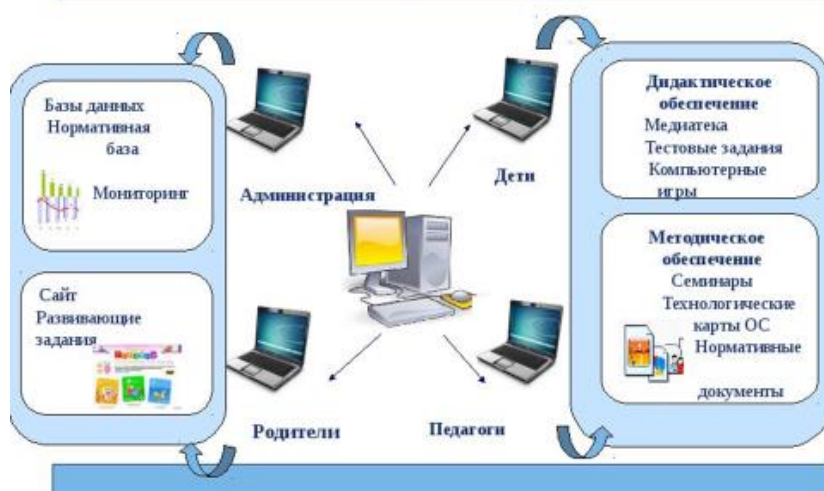 Базы данных
Нормативная
база
Мониторинг
Сайт
Развивающие
задания
Администрация
Дети
Родители
Педагоги
Дидактическое
обеспечение
Медиатека
Тестовые задания
Компьютерные
игры
Методическое
обеспечение
Семинары
Технологические
карты ОС
Нормативные
документы